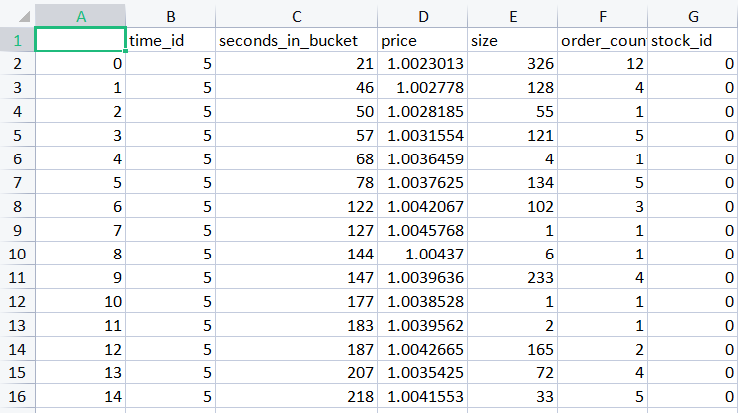 A B C D E F G
1 time_id seconds_in_bucket price size order_coun stock_id
2 0 5 21 1.0023013 326 12 0
3 1 5 46 1.002778 128 4 0
4 2 5 50 1.0028185 55 1 0
5 3 5 57 1.0031554 121 5 0
6 4 5 68 1.0036459 4 1 0
7 5 5 78 1.0037625 134 5 0
8 6 5 122 1.0042067 102 3 0
9 7 5 127 1.0045768 1 1 0
10 8 5 144 1.00437 6 1 0
11 9 5 147 1.0039636 233 4 0
12 10 5 177 1.0038528 1 1 0
13 11 5 183 1.0039562 2 1 0
14 12 5 187 1.0042665 165 2 0
15 13 5 207 1.0035425 72 4 0
16 14 5 218 1.0041553 33 5 0